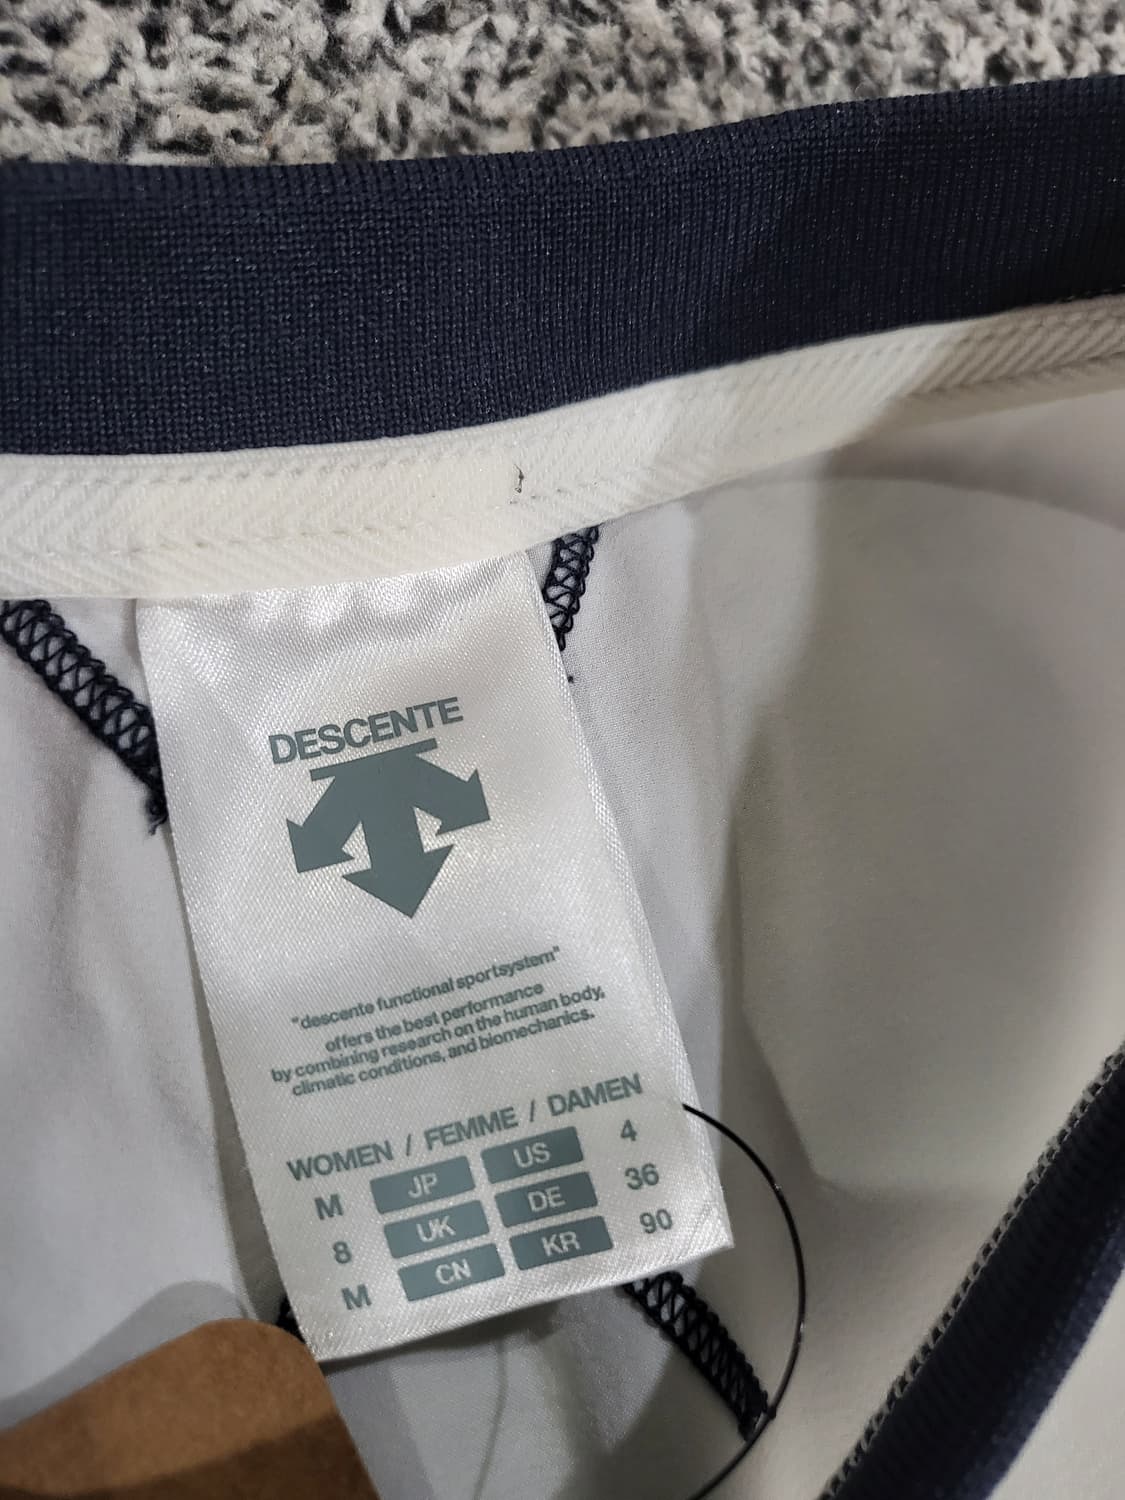 DESCENTE
"descente functional sportsystem"
offers the best performance
by combining research on the human body,
climatic conditions, and biomechanics.
WOMEN / FEMME / DAMEN
M JP US 4
8 UK DE 36
M CN KR 90